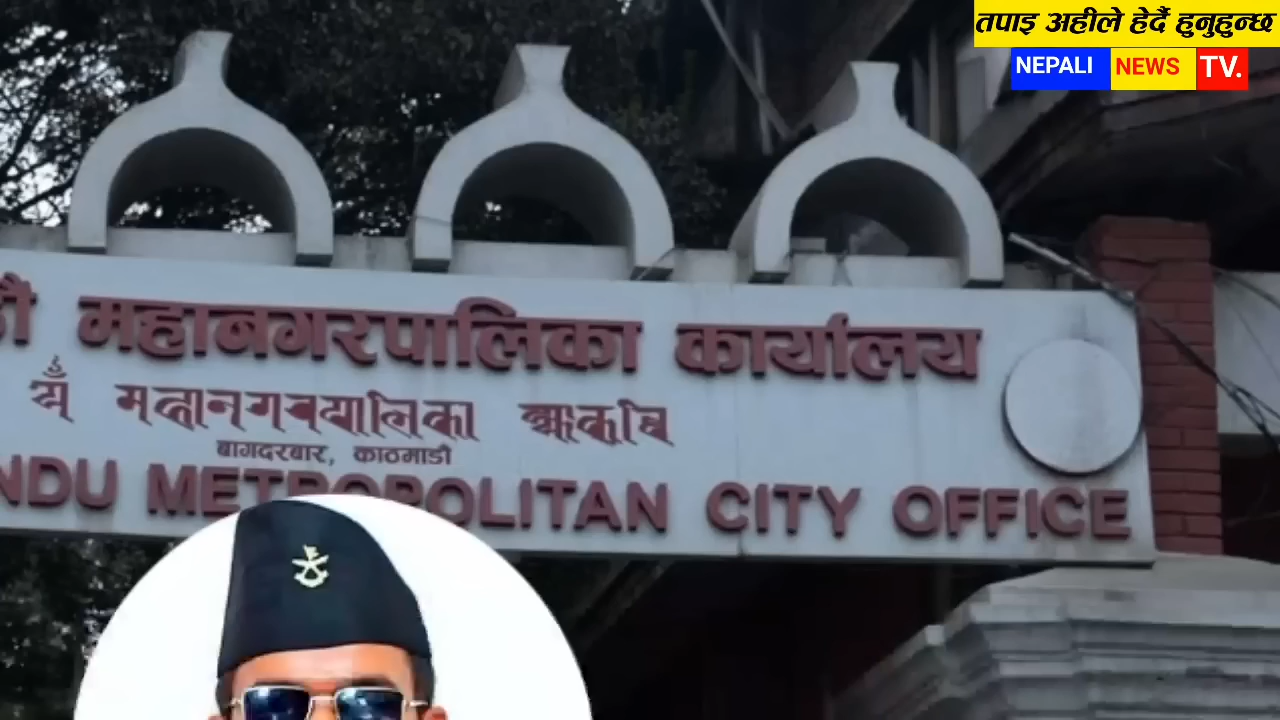 तपाइ अहीले हेर्दै हुनुहुन्छ
NEPALI NEWS TV.
महानगरपालिका कार्यालय
बागदरबार, काठमाडौ
NDU METROPOLITAN CITY OFFICE